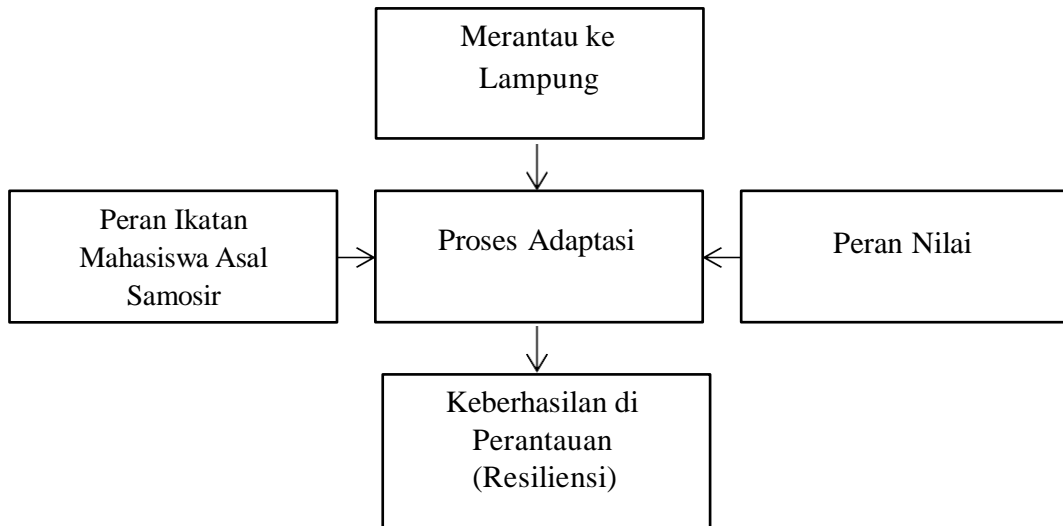 Merantau ke
Lampung
Peran Ikatan
Mahasiswa Asal
Samosir
Proses Adaptasi
Peran Nilai
Keberhasilan di
Perantauan
(Resiliensi)